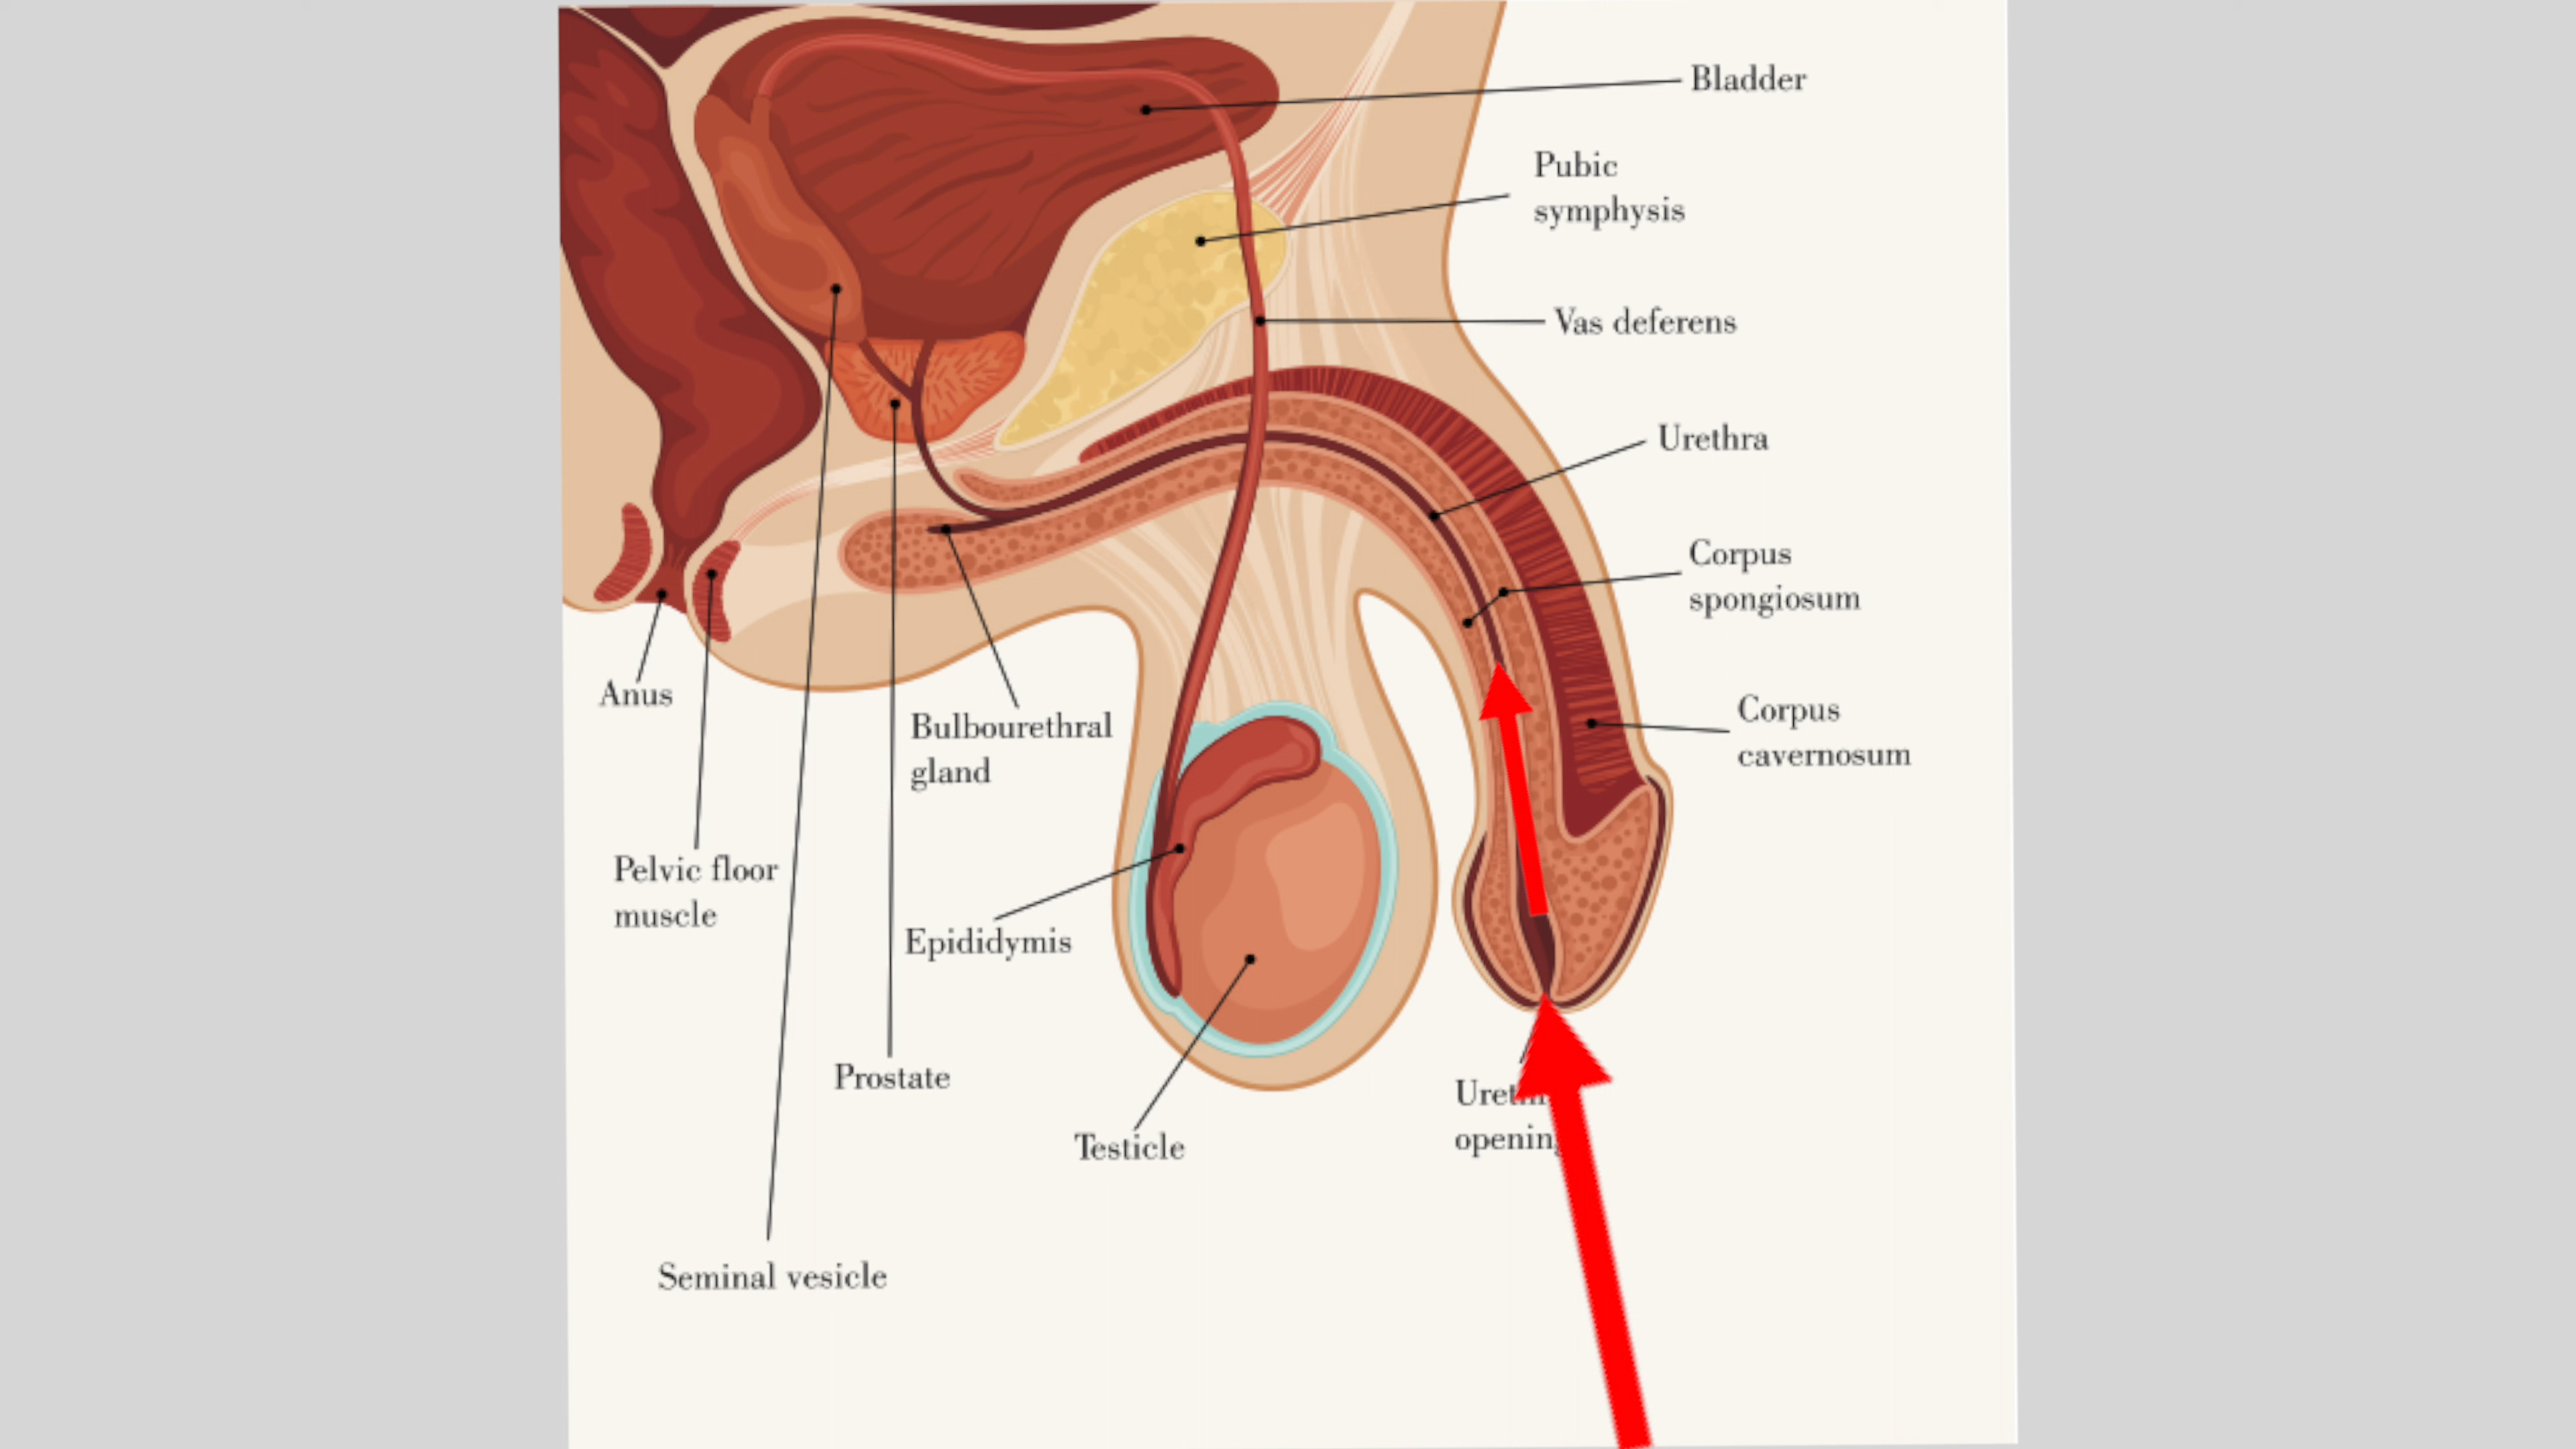 Bladder
Pubic
symphysis
Vas deferens
Urethra
Corpus
spongiosum
Corpus
cavernosum
Anus
Bulbourethral
gland
Pelvic floor
muscle
Epididymis
Prostate
Testicle
Seminal vesicle